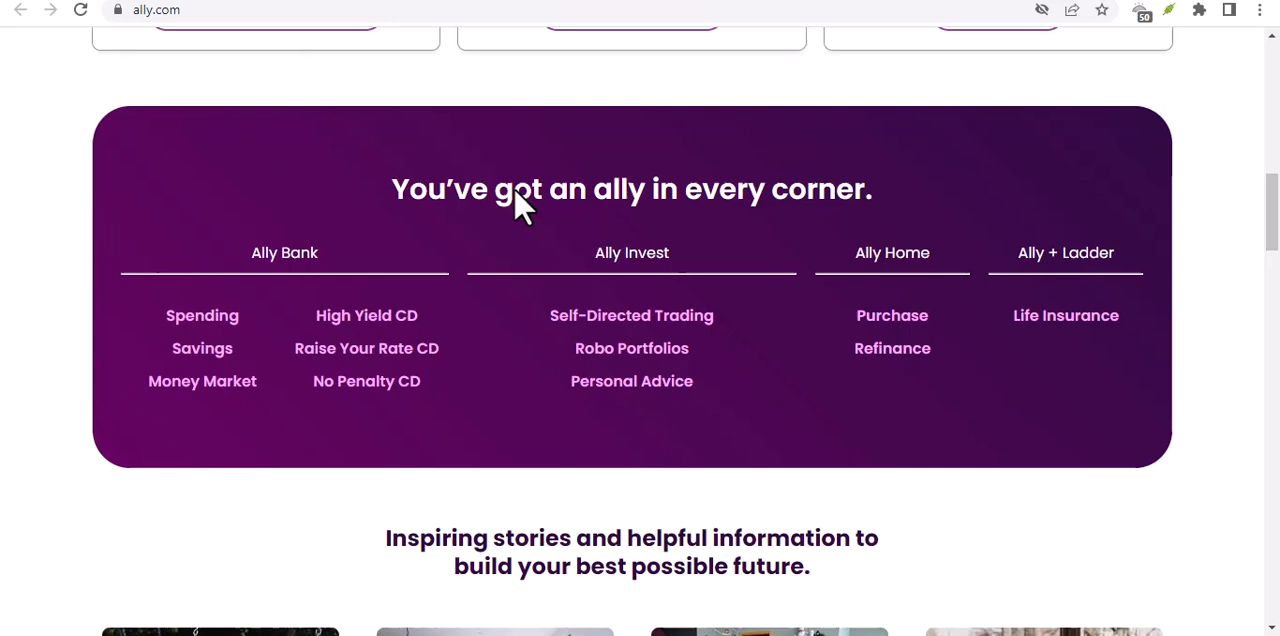 ally.com
50
You’ve got an ally in every corner.
Ally Bank
Spending
Savings
Money Market
High Yield CD
Raise Your Rate CD
No Penalty CD
Ally Invest
Self-Directed Trading
Robo Portfolios
Personal Advice
Ally Home
Purchase
Refinance
Ally + Ladder
Life Insurance
Inspiring stories and helpful information to
build your best possible future.